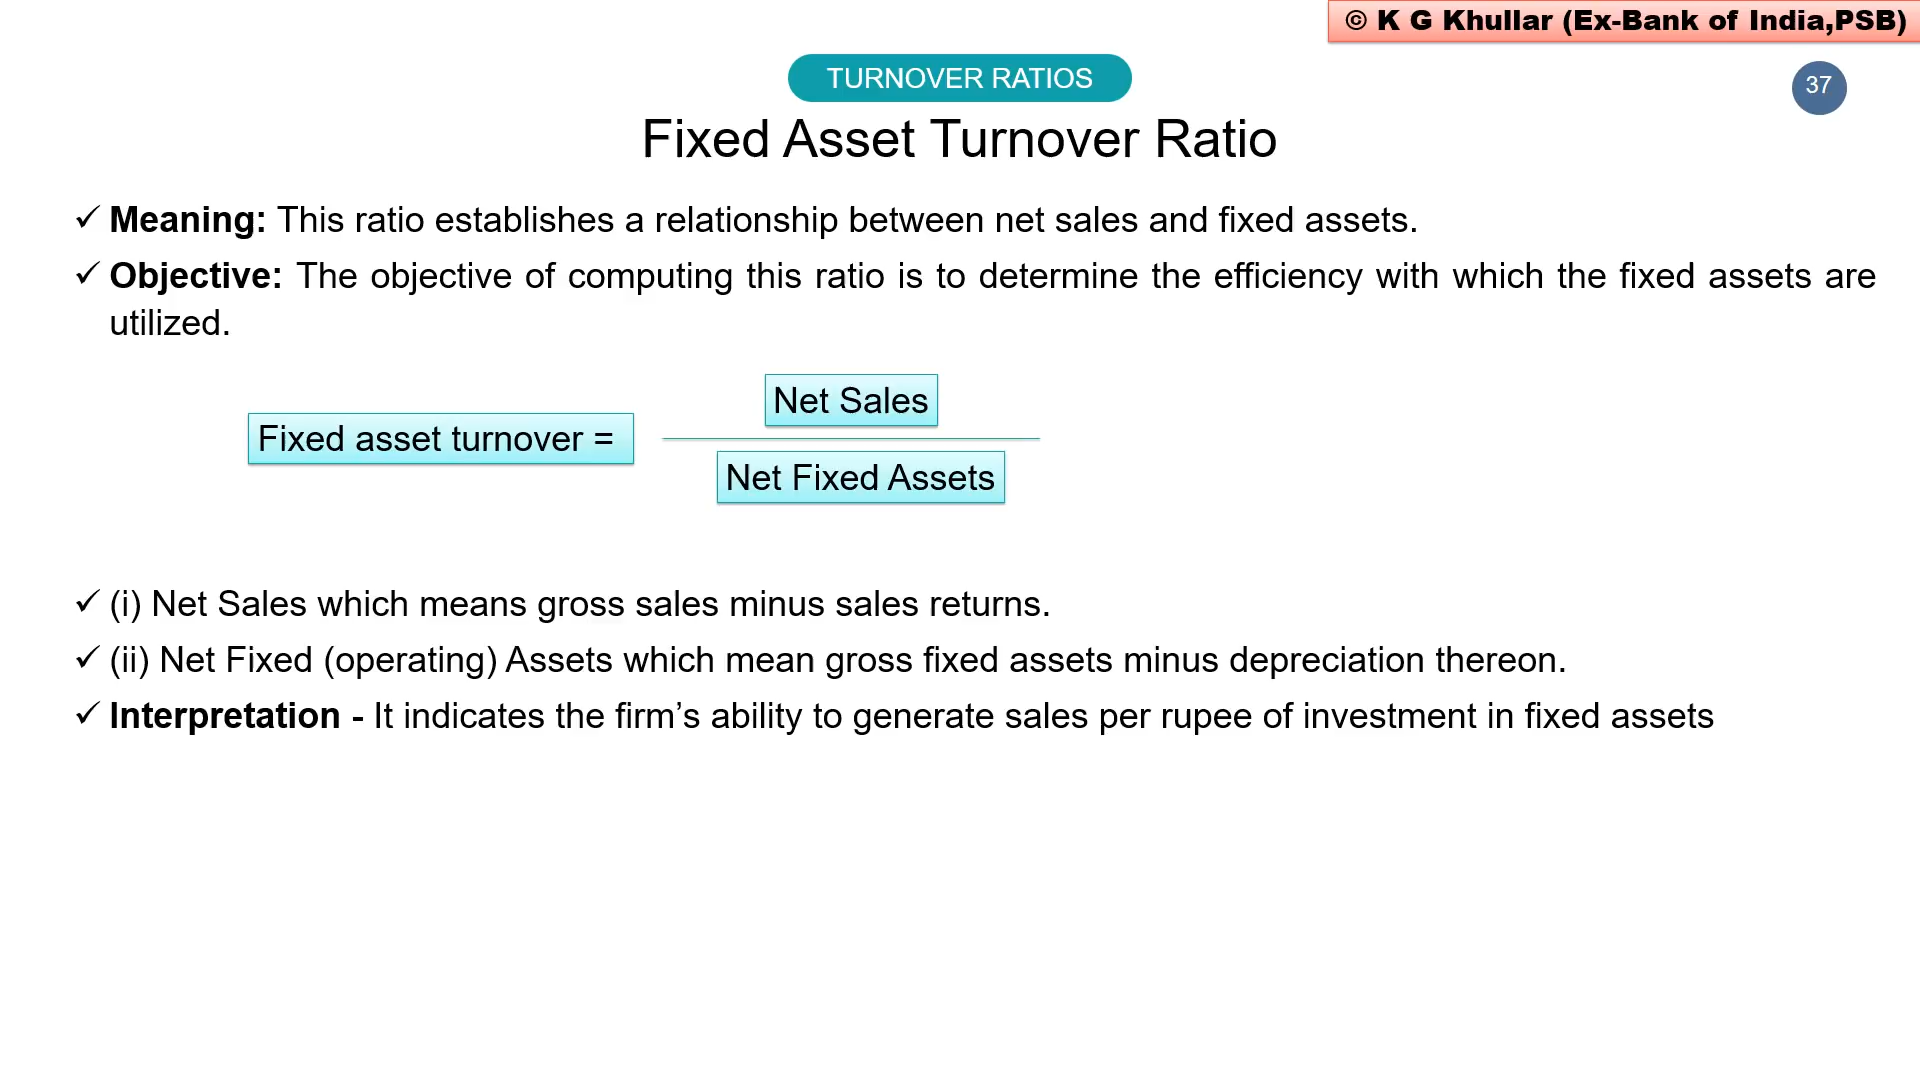 © K G Khullar (Ex-Bank of India,PSB)
TURNOVER RATIOS
37
Fixed Asset Turnover Ratio
✓ Meaning: This ratio establishes a relationship between net sales and fixed assets.
✓ Objective: The objective of computing this ratio is to determine the efficiency with which the fixed assets are
utilized.
Net Sales
Fixed asset turnover =
Net Fixed Assets
✓ (i) Net Sales which means gross sales minus sales returns.
✓ (ii) Net Fixed (operating) Assets which mean gross fixed assets minus depreciation thereon.
✓ Interpretation - It indicates the firm’s ability to generate sales per rupee of investment in fixed assets